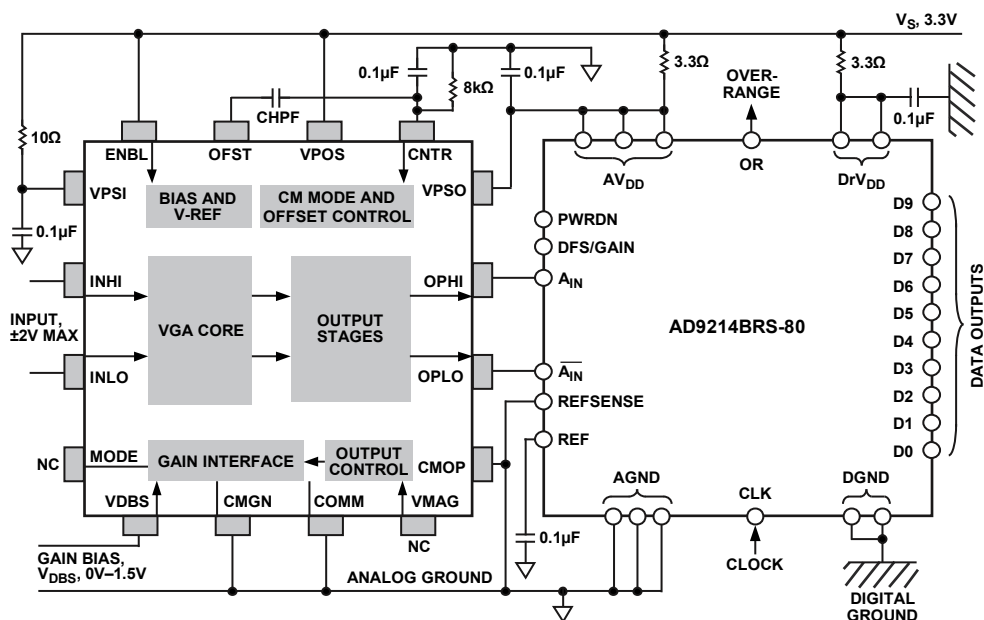 VS, 3.3V
0.1µF
8kΩ
0.1µF
3.3Ω
OVER-
RANGE
3.3Ω
0.1µF
CHPF
10Ω
ENBL
OFST
VPOS
CNTR
AVDD
OR
DrVDD
VPSI
BIAS AND
V-REF
CM MODE AND
OFFSET CONTROL
VPSO
0.1µF
PWRDN
DFS/GAIN
INHI
OPHI
AIN
INPUT,
±2V MAX
VGA CORE
OUTPUT
STAGES
AD9214BRS-80
INLO
OPLO
AIN
REFSENSE
REF
D9
D8
D7
D6
D5
D4
D3
D2
D1
D0
DATA OUTPUTS
NC
MODE
GAIN INTERFACE
OUTPUT
CONTROL
CMOP
VDBS
CMGN
COMM
VMAG
AGND
CLK
DGND
NC
0.1µF
CLOCK
GAIN BIAS,
VDBS, 0V–1.5V
ANALOG GROUND
DIGITAL
GROUND